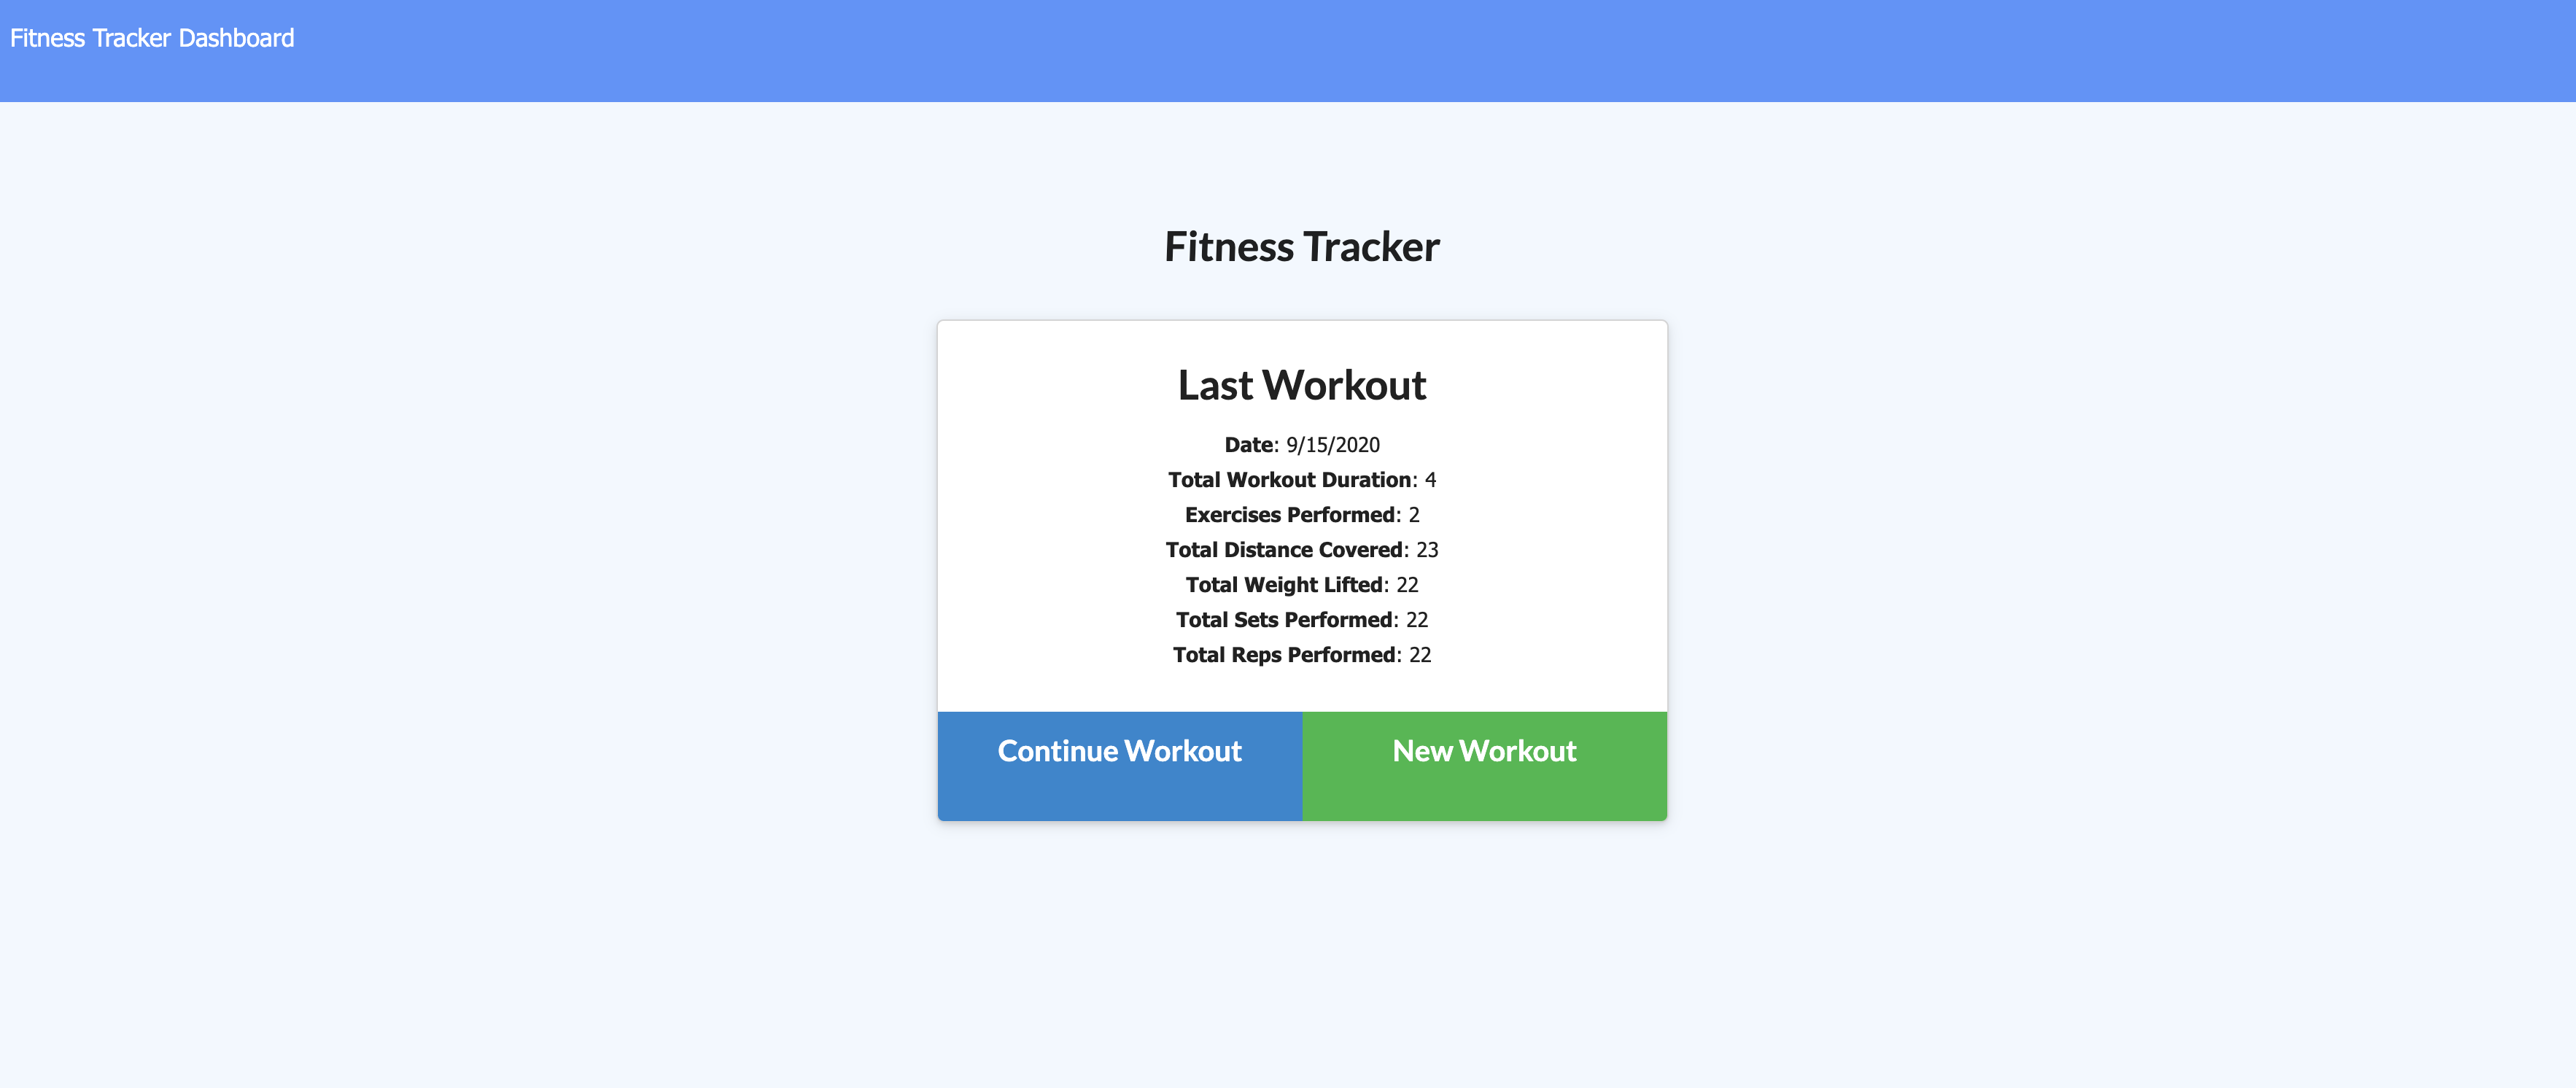 Fitness Tracker Dashboard
Fitness Tracker
Last Workout
Date: 9/15/2020
Total Workout Duration: 4
Exercises Performed: 2
Total Distance Covered: 23
Total Weight Lifted: 22
Total Sets Performed: 22
Total Reps Performed: 22
Continue Workout
New Workout